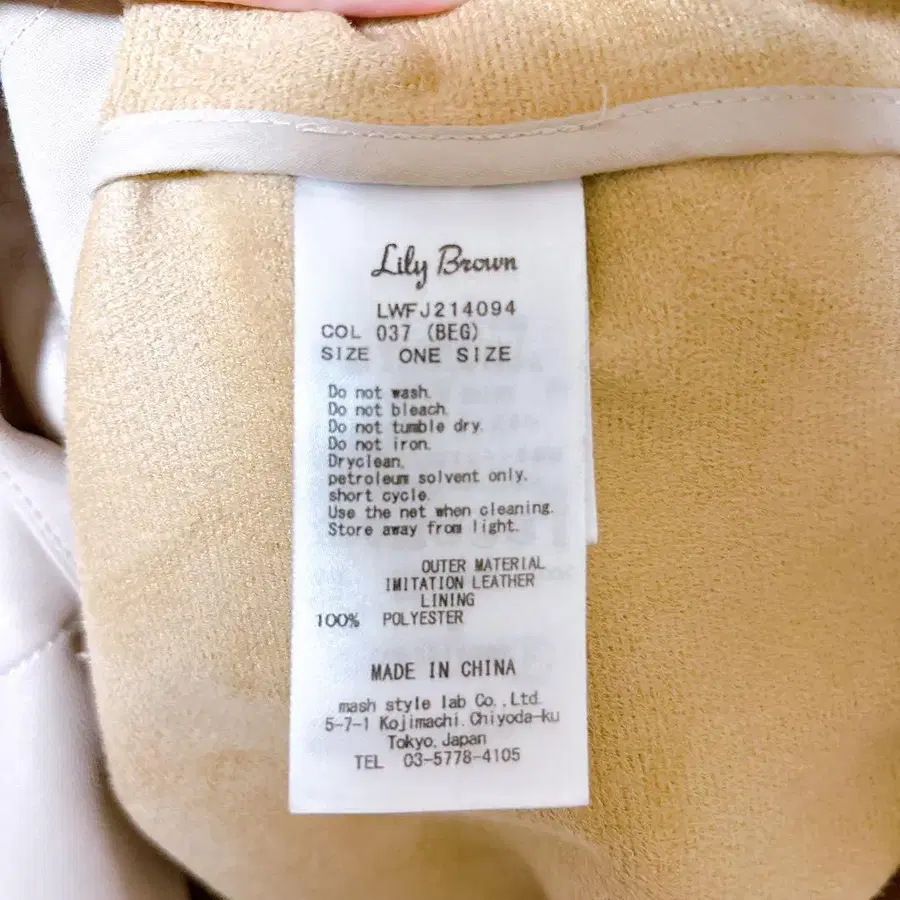 Lily Brown
LWFJ214094
COL 037 (BEG)
SIZE ONE SIZE
Do not wash.
Do not bleach.
Do not tumble dry.
Do not iron.
Dryclean.
petroleum solvent only.
short cycle.
Use the net when cleaning.
Store away from light.
OUTER MATERIAL
IMITATION LEATHER
LINING
100% POLYESTER
MADE IN CHINA
mash style lab Co.,Ltd.
5-7-1 Kojimachi.Chiyoda-ku
Tokyo.Japan
TEL 03-5778-4105